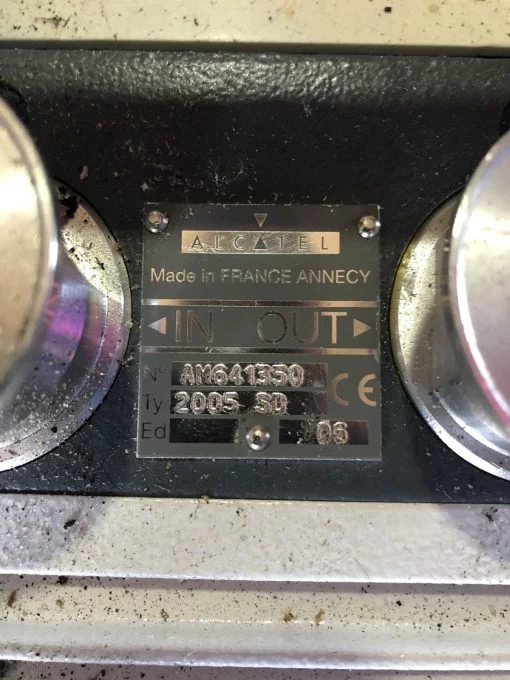 ALCATEL
Made in FRANCE ANNECY
IN OUT
N° AM641350
Ty 2005 SD CE
Ed 06